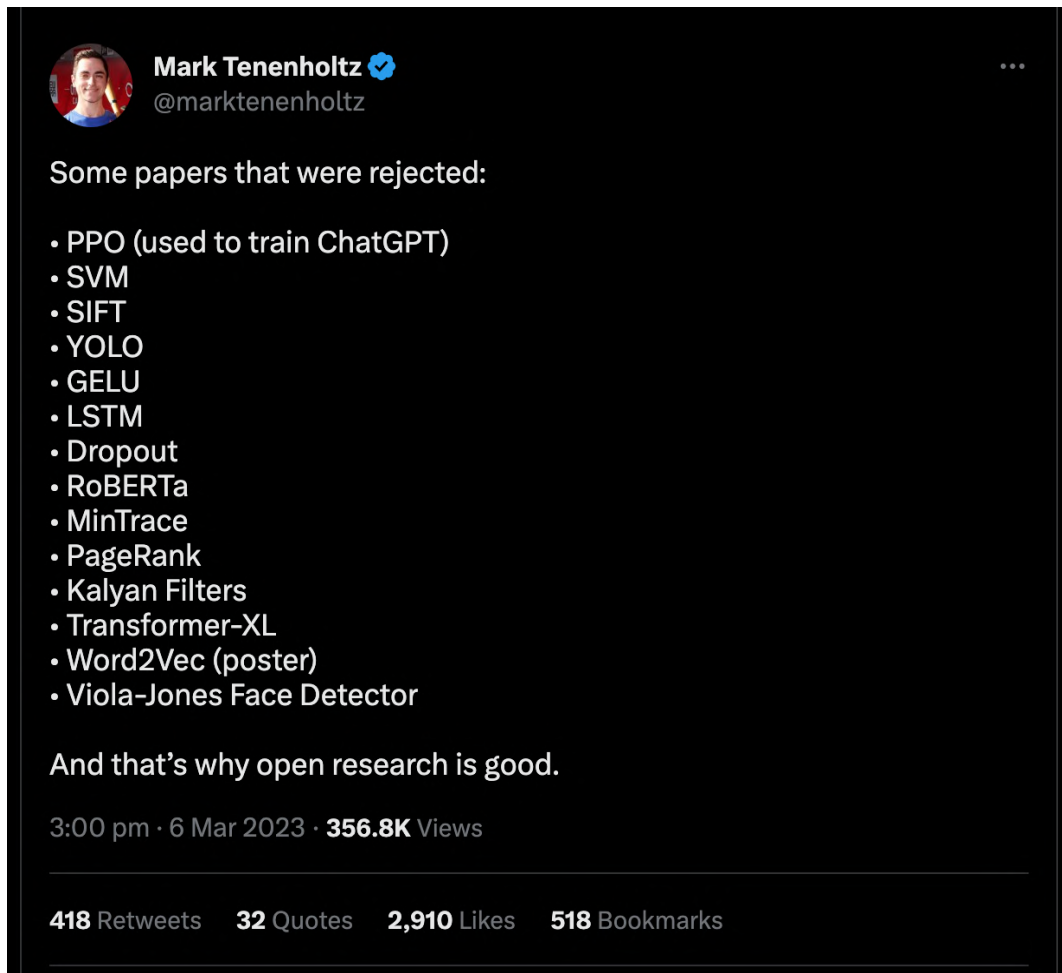 Mark Tenenholtz
@marktenenholtz
Some papers that were rejected:
• PPO (used to train ChatGPT)
• SVM
• SIFT
• YOLO
• GELU
• LSTM
• Dropout
• RoBERTa
• MinTrace
• PageRank
• Kalyan Filters
• Transformer-XL
• Word2Vec (poster)
• Viola-Jones Face Detector
And that’s why open research is good.
3:00 pm · 6 Mar 2023 · 356.8K Views
418 Retweets 32 Quotes 2,910 Likes 518 Bookmarks